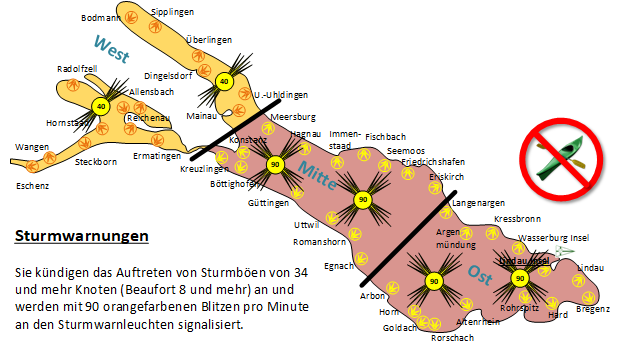 Bodmann
Sipplingen
Überlingen
West
Radolfzell
Dingelsdorf
Allensbach
40
U.-Uhldingen
40
Mainau
Meersburg
Hornstaad
Reichenau
Hagnau
Immen-
staad
Fischbach
Konstanz
Seemoos
Wangen
Steckborn
Ermatingen
Kreuzlingen
90
Mitte
Friedrichshafen
Eschenz
Böttighofen
Eriskirch
Güttingen
90
Langenargen
Kressbronn
Uttwil
Argen
mündung
Wasserburg Insel
Romanshorn
Lindau Insel
Egnach
Ost
Lindau
90
90
Arbon
Bregenz
Horn
Rohrspitz
Hard
Goldach
Altenrhein
Rorschach
Sturmwarnungen
Sie kündigen das Auftreten von Sturmböen von 34
und mehr Knoten (Beaufort 8 und mehr) an und
werden mit 90 orangefarbenen Blitzen pro Minute
an den Sturmwarnleuchten signalisiert.